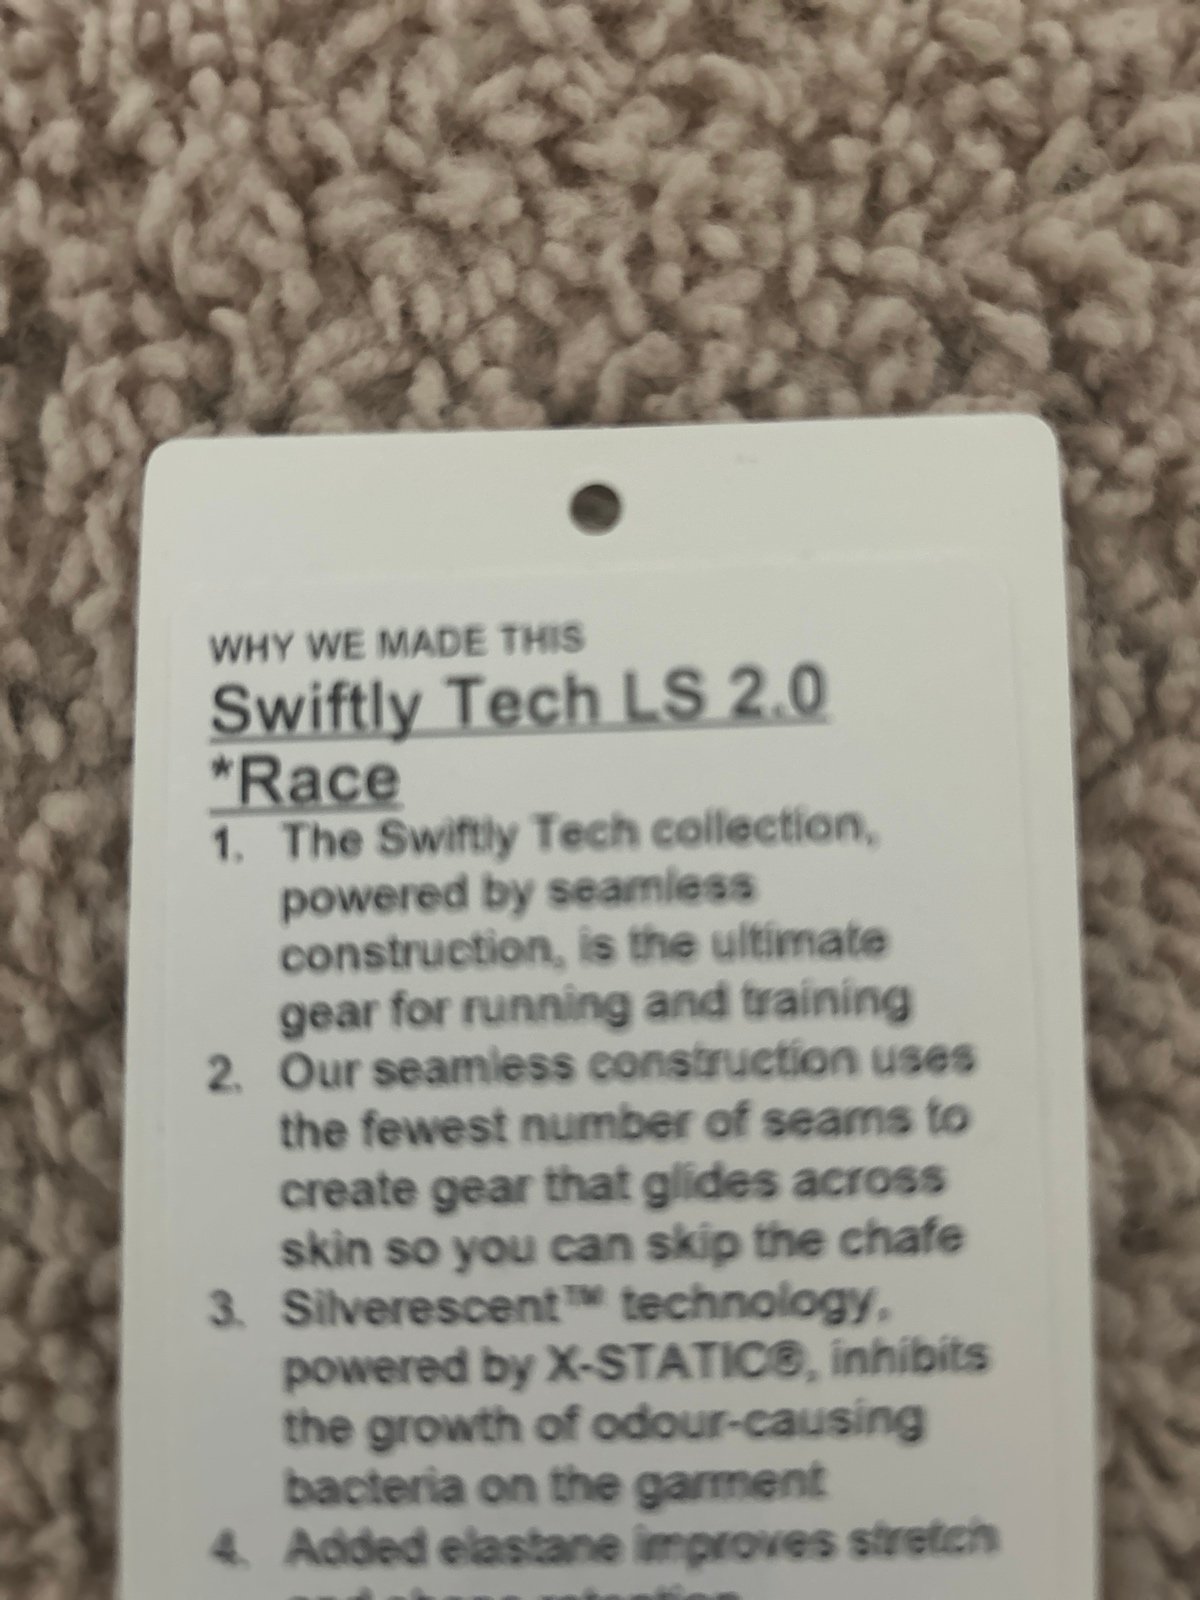 WHY WE MADE THIS
Swiftly Tech LS 2.0
*Race
1. The Swiftly Tech collection,
powered by seamless
construction, is the ultimate
gear for running and training
2. Our seamless construction uses
the fewest number of seams to
create gear that glides across
skin so you can skip the chafe
3. Silverescent™ technology,
powered by X-STATIC®, inhibits
the growth of odour-causing
bacteria on the garment
4. Added elastane improves stretch
and shape retention